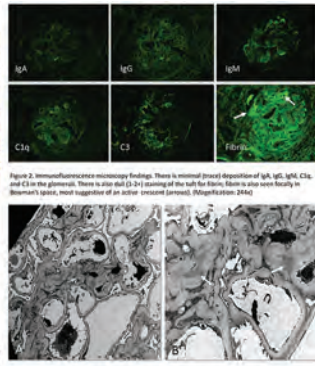 IgA IgG IgM
C1q C3 Fibrin
Figure 2. Immunofluorescence microscopy findings. There is minimal (trace) deposition of IgA, IgG, IgM, C1q,
and C3 in the glomeruli. There is also dull (1-2+) staining of the tuft for fibrin; fibrin is also seen focally in
Bowman's space, most suggestive of an active crescent (arrows). (Magnification: 244x)
A B